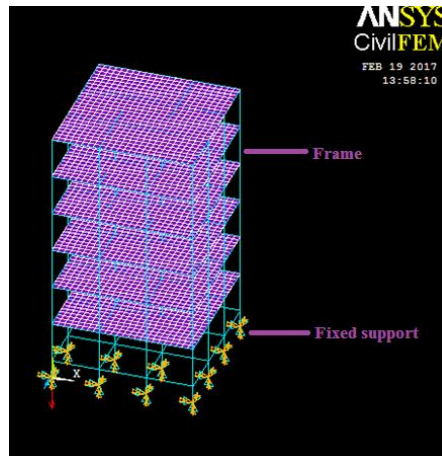 ANSYS
CivilFEM
FEB 19 2017
13:58:10
Frame
Fixed support
X